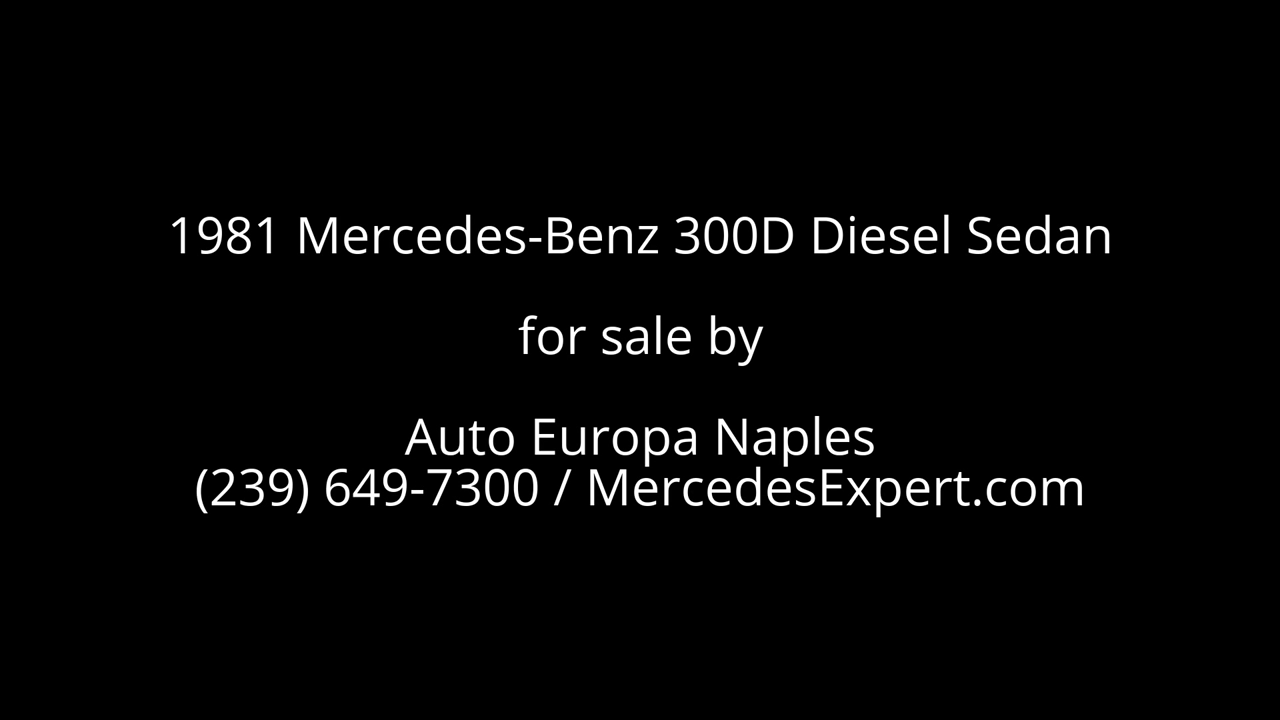 1981 Mercedes-Benz 300D Diesel Sedan
for sale by
Auto Europa Naples
(239) 649-7300 / MercedesExpert.com